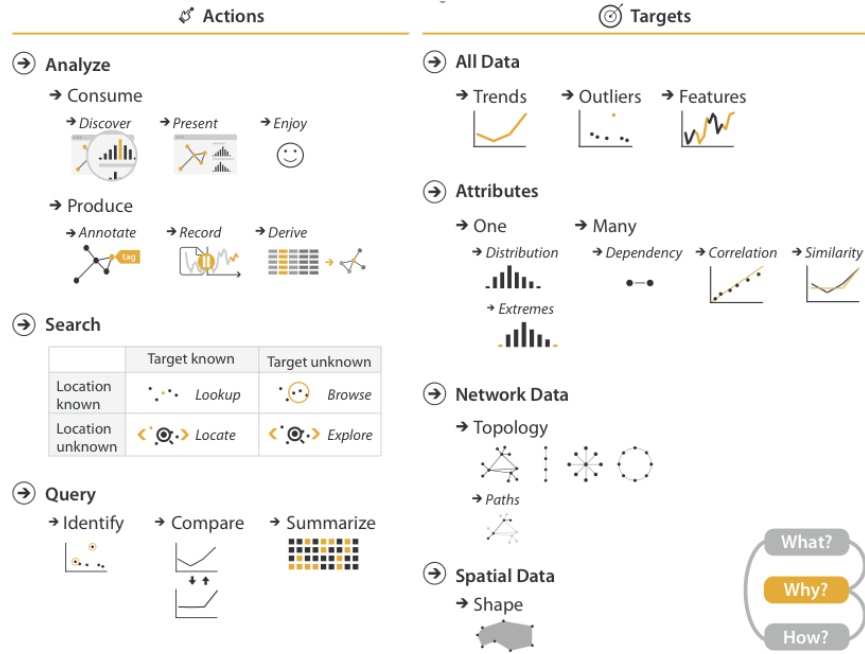 Actions
Analyze
Consume
Discover
Present
Enjoy
Produce
Annotate
Record
Derive
tag
Search
Target known
Target unknown
Location known
Lookup
Browse
Location unknown
Locate
Explore
Query
Identify
Compare
Summarize
Targets
All Data
Trends
Outliers
Features
Attributes
One
Many
Distribution
Dependency
Correlation
Similarity
Extremes
Network Data
Topology
Paths
Spatial Data
Shape
What?
Why?
How?